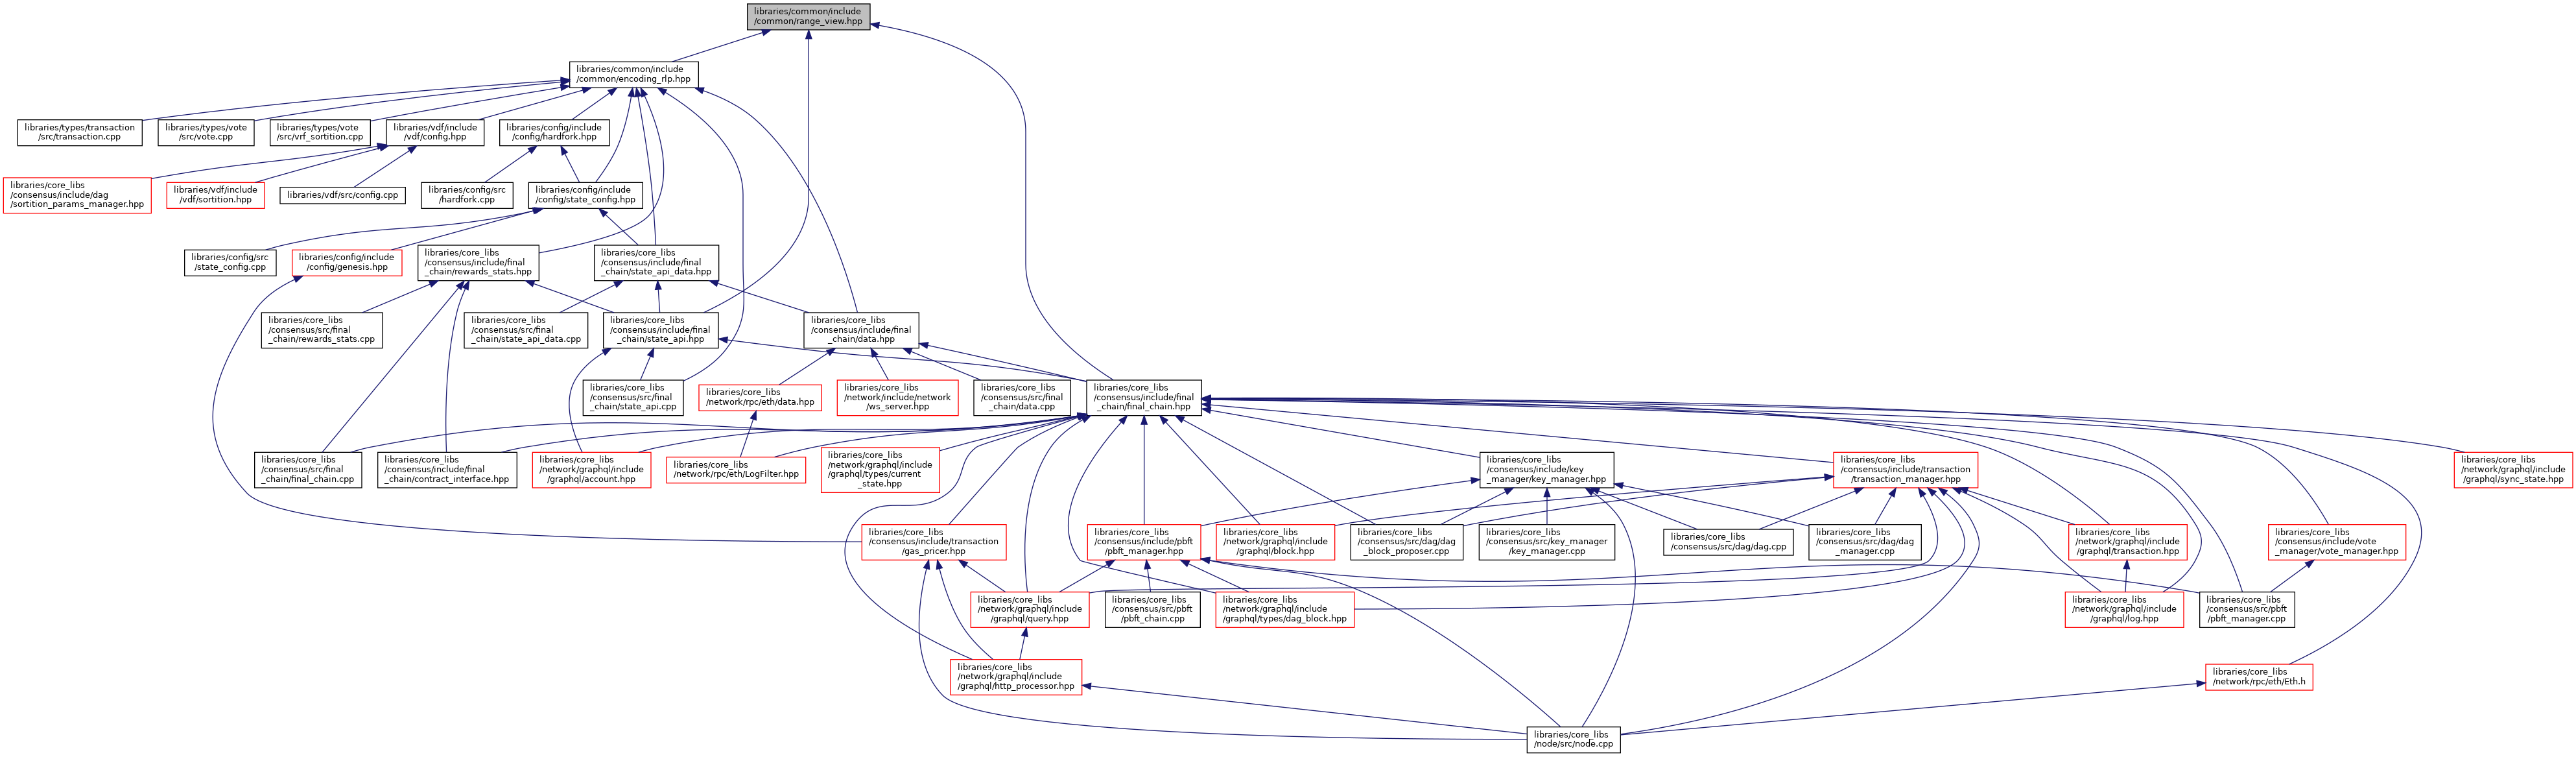 libraries/common/include
/common/range_view.hpp
libraries/common/include
/common/encoding_rlp.hpp
libraries/types/transaction
/src/transaction.cpp
libraries/types/vote
/src/vote.cpp
libraries/types/vote
/src/vrf_sortition.cpp
libraries/vdf/include
/vdf/config.hpp
libraries/config/include
/config/hardfork.hpp
libraries/core_libs
/consensus/include/dag
/sortition_params_manager.hpp
libraries/vdf/include
/vdf/sortition.hpp
libraries/vdf/src/config.cpp
libraries/config/src
/hardfork.cpp
libraries/config/include
/config/state_config.hpp
libraries/config/src
/state_config.cpp
libraries/config/include
/config/genesis.hpp
libraries/core_libs
/consensus/include/final
_chain/rewards_stats.hpp
libraries/core_libs
/consensus/include/final
_chain/state_api_data.hpp
libraries/core_libs
/consensus/src/final
_chain/rewards_stats.cpp
libraries/core_libs
/consensus/src/final
_chain/state_api_data.cpp
libraries/core_libs
/consensus/include/final
_chain/state_api.hpp
libraries/core_libs
/consensus/include/final
_chain/data.hpp
libraries/core_libs
/consensus/src/final
_chain/state_api.cpp
libraries/core_libs
/network/rpc/eth/data.hpp
libraries/core_libs
/network/include/network
/ws_server.hpp
libraries/core_libs
/consensus/src/final
_chain/data.cpp
libraries/core_libs
/consensus/include/final
_chain/final_chain.hpp
libraries/core_libs
/consensus/src/final
_chain/final_chain.cpp
libraries/core_libs
/consensus/include/final
_chain/contract_interface.hpp
libraries/core_libs
/network/graphql/include
/graphql/account.hpp
libraries/core_libs
/network/rpc/eth/LogFilter.hpp
libraries/core_libs
/network/graphql/include
/graphql/types/current
_state.hpp
libraries/core_libs
/consensus/include/key
_manager/key_manager.hpp
libraries/core_libs
/consensus/include/transaction
/transaction_manager.hpp
libraries/core_libs
/network/graphql/include
/graphql/sync_state.hpp
libraries/core_libs
/consensus/include/transaction
/gas_pricer.hpp
libraries/core_libs
/consensus/include/pbft
/pbft_manager.hpp
libraries/core_libs
/network/graphql/include
/graphql/block.hpp
libraries/core_libs
/consensus/src/dag/dag
_block_proposer.cpp
libraries/core_libs
/consensus/src/key_manager
/key_manager.cpp
libraries/core_libs
/consensus/src/dag/dag.cpp
libraries/core_libs
/consensus/src/dag/dag
_manager.cpp
libraries/core_libs
/network/graphql/include
/graphql/transaction.hpp
libraries/core_libs
/consensus/include/vote
_manager/vote_manager.hpp
libraries/core_libs
/network/graphql/include
/graphql/query.hpp
libraries/core_libs
/consensus/src/pbft
/pbft_chain.cpp
libraries/core_libs
/network/graphql/include
/graphql/types/dag_block.hpp
libraries/core_libs
/network/graphql/include
/graphql/log.hpp
libraries/core_libs
/consensus/src/pbft
/pbft_manager.cpp
libraries/core_libs
/network/graphql/include
/graphql/http_processor.hpp
libraries/core_libs
/network/rpc/eth/Eth.h
libraries/core_libs
/node/src/node.cpp